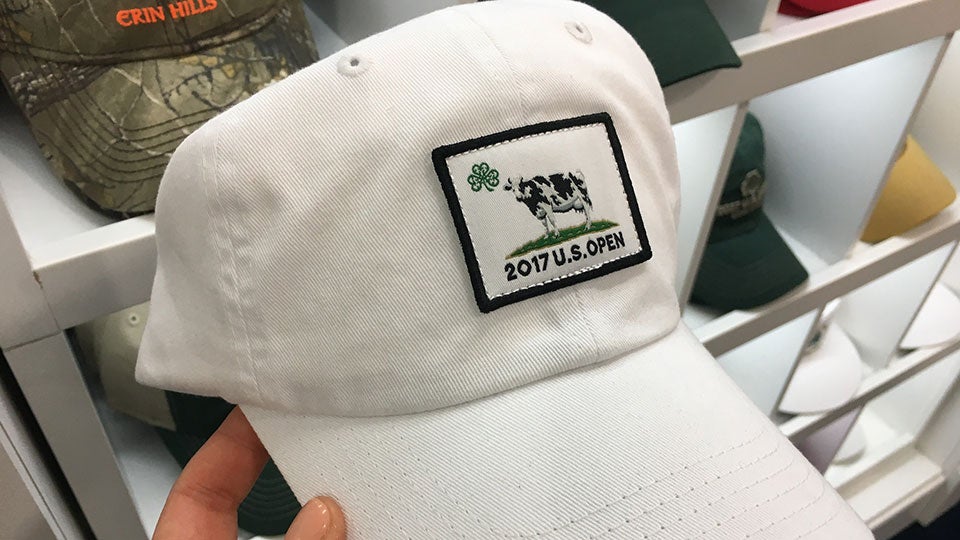 ERIN HILLS
2017 U.S. OPEN